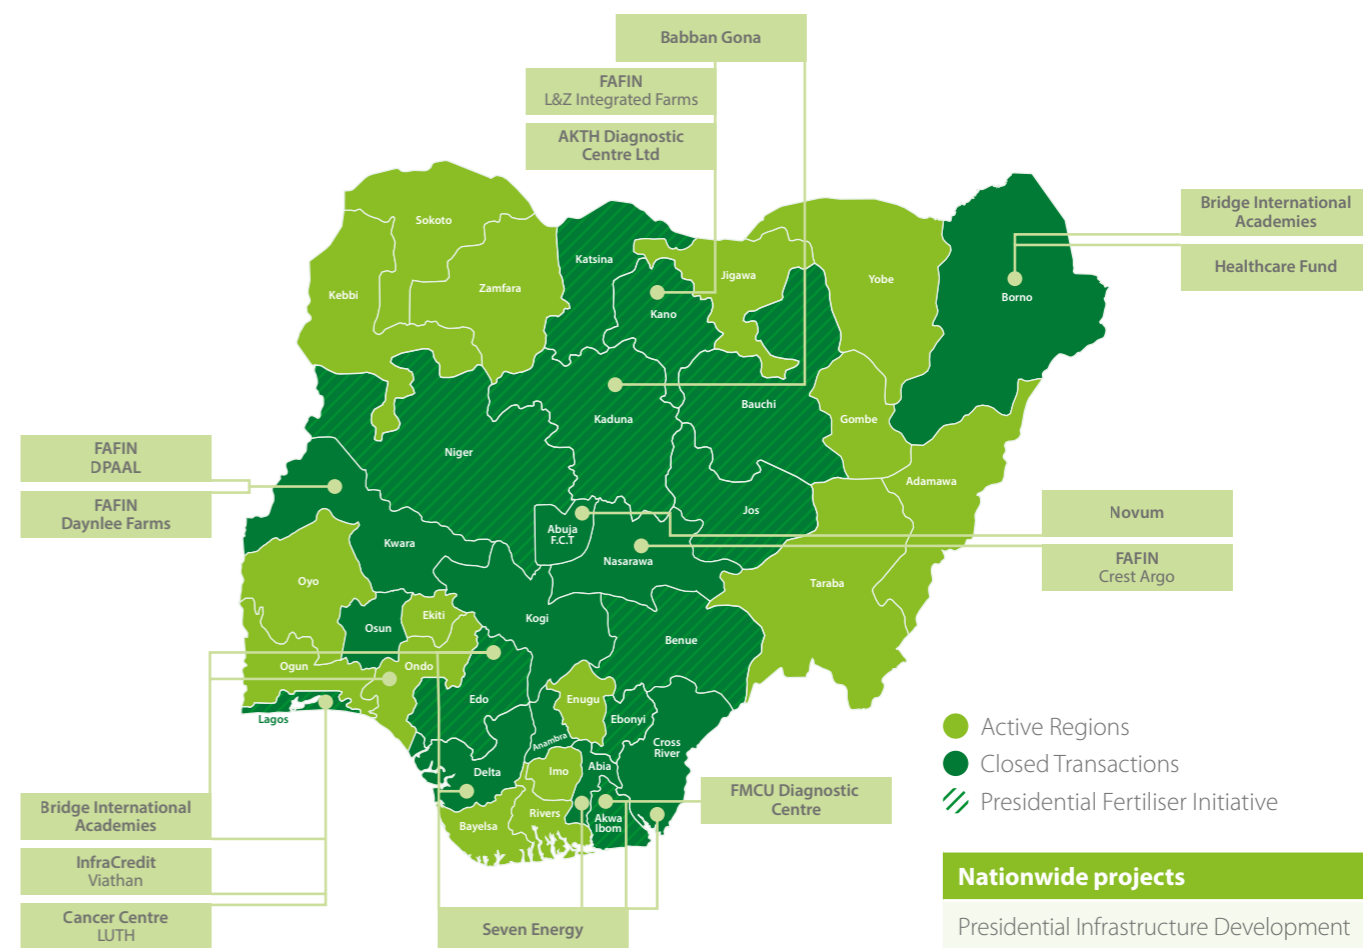 Babban Gona
FAFIN
L&Z Integrated Farms
AKTH Diagnostic
Centre Ltd
Bridge International
Academies
Healthcare Fund
Sokoto
Kebbi
Zamfara
Katsina
Kano
Jigawa
Yobe
Borno
Niger
Kaduna
Bauchi
Gombe
Adamawa
FAFIN
DPAAL
FAFIN
Daynlee Farms
Kwara
Abuja
F.C.T
Nasarawa
Jos
Taraba
Novum
FAFIN
Crest Argo
Oyo
Osun
Ekiti
Kogi
Benue
Ogun
Ondo
Edo
Enugu
Ebonyi
Lagos
Anambra
Cross
River
Delta
Imo
Abia
Bayelsa
Rivers
Akwa
Ibom
FMCU Diagnostic
Centre
Active Regions
Closed Transactions
Presidential Fertiliser Initiative
Bridge International
Academies
InfraCredit
Viathan
Cancer Centre
LUTH
Seven Energy
Nationwide projects
Presidential Infrastructure Development